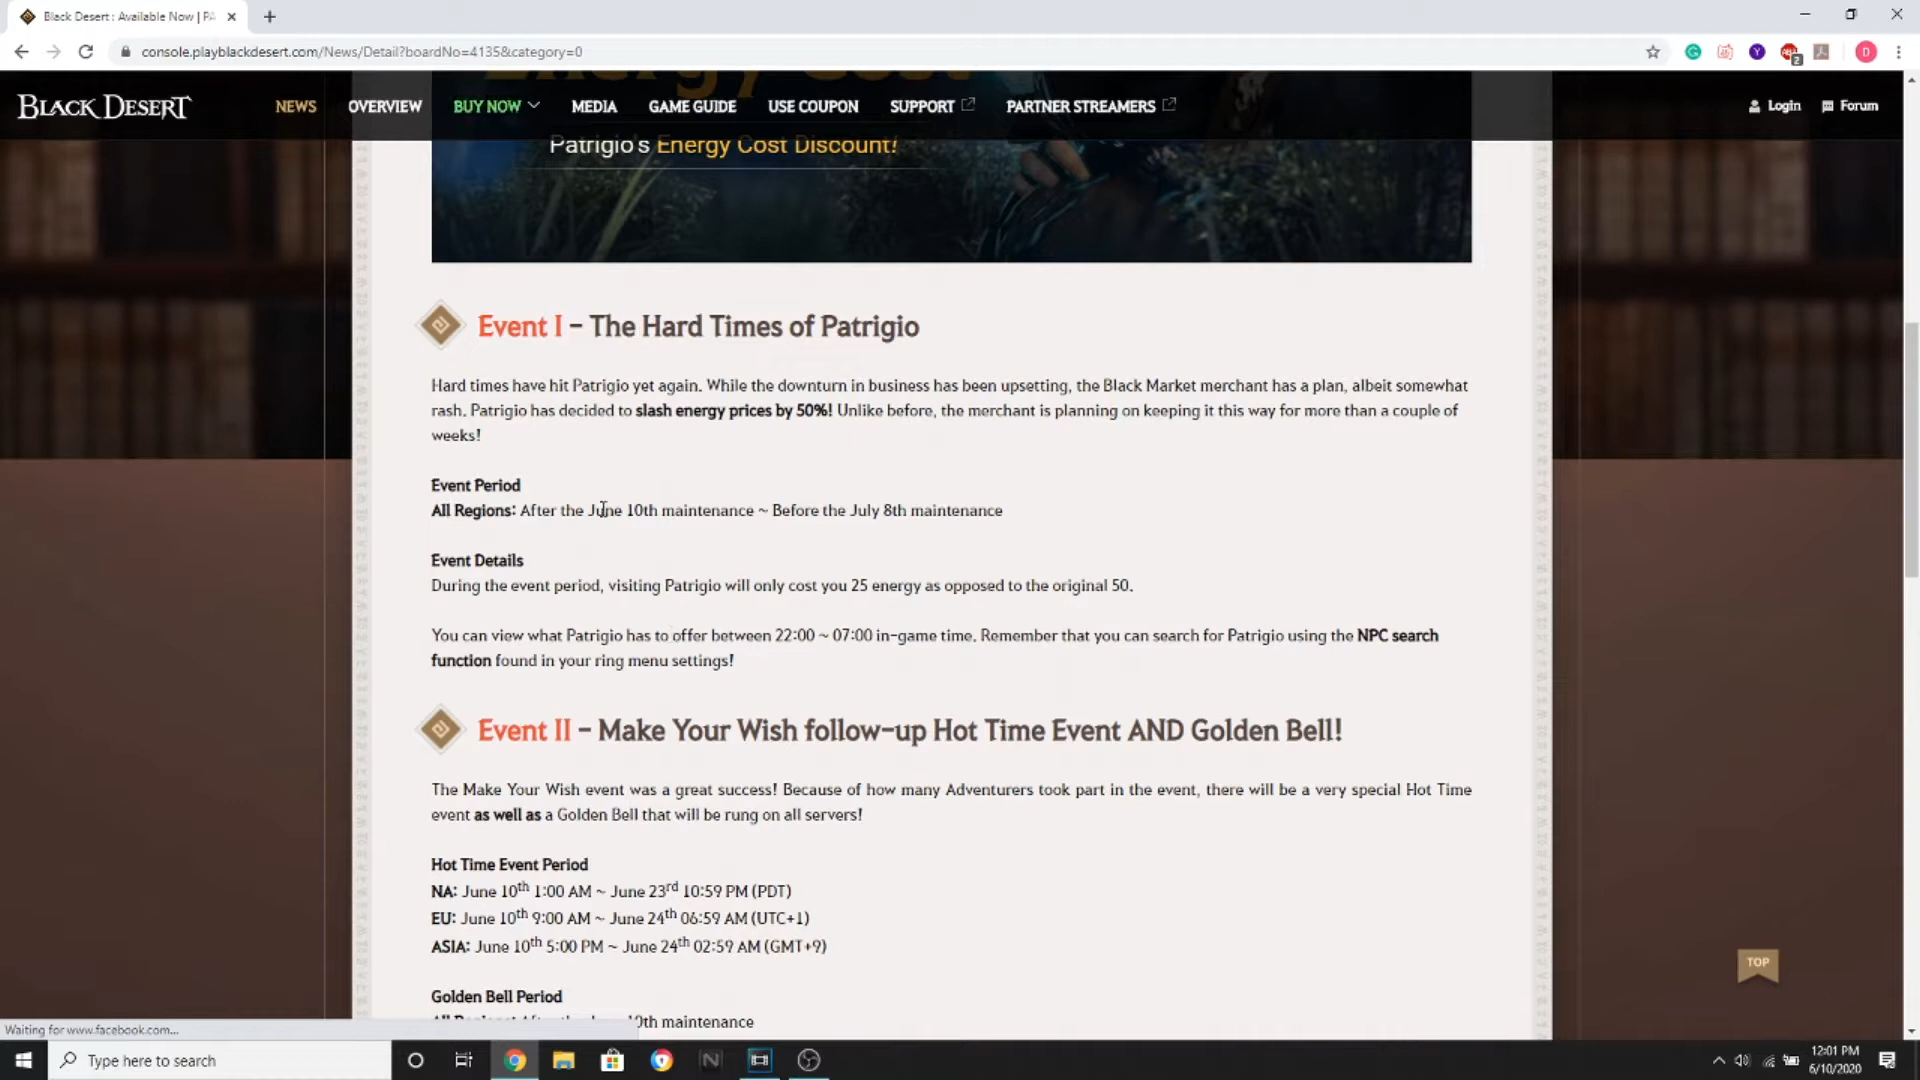 Black Desert : Available Now | PA
console.playblackdesert.com/News/Detail?boardNo=4135&category=0
BLACK DESERT
NEWS
OVERVIEW
BUY NOW
MEDIA
GAME GUIDE
USE COUPON
SUPPORT
PARTNER STREAMERS
Login
Forum
Energy Cost
Patrigio's Energy Cost Discount!
Event I - The Hard Times of Patrigio
Hard times have hit Patrigio yet again. While the downturn in business has been upsetting, the Black Market merchant has a plan, albeit somewhat
rash. Patrigio has decided to slash energy prices by 50%! Unlike before, the merchant is planning on keeping it this way for more than a couple of
weeks!
Event Period
All Regions: After the June 10th maintenance ~ Before the July 8th maintenance
Event Details
During the event period, visiting Patrigio will only cost you 25 energy as opposed to the original 50.
You can view what Patrigio has to offer between 22:00 ~ 07:00 in-game time. Remember that you can search for Patrigio using the NPC search
function found in your ring menu settings!
Event II - Make Your Wish follow-up Hot Time Event AND Golden Bell!
The Make Your Wish event was a great success! Because of how many Adventurers took part in the event, there will be a very special Hot Time
event as well as a Golden Bell that will be rung on all servers!
Hot Time Event Period
NA: June 10th 1:00 AM ~ June 23rd 10:59 PM (PDT)
EU: June 10th 9:00 AM ~ June 24th 06:59 AM (UTC+1)
ASIA: June 10th 5:00 PM ~ June 24th 02:59 AM (GMT+9)
Golden Bell Period
All Regions: After the June 10th maintenance
TOP
Waiting for www.facebook.com...
Type here to search
12:01 PM
6/10/2020